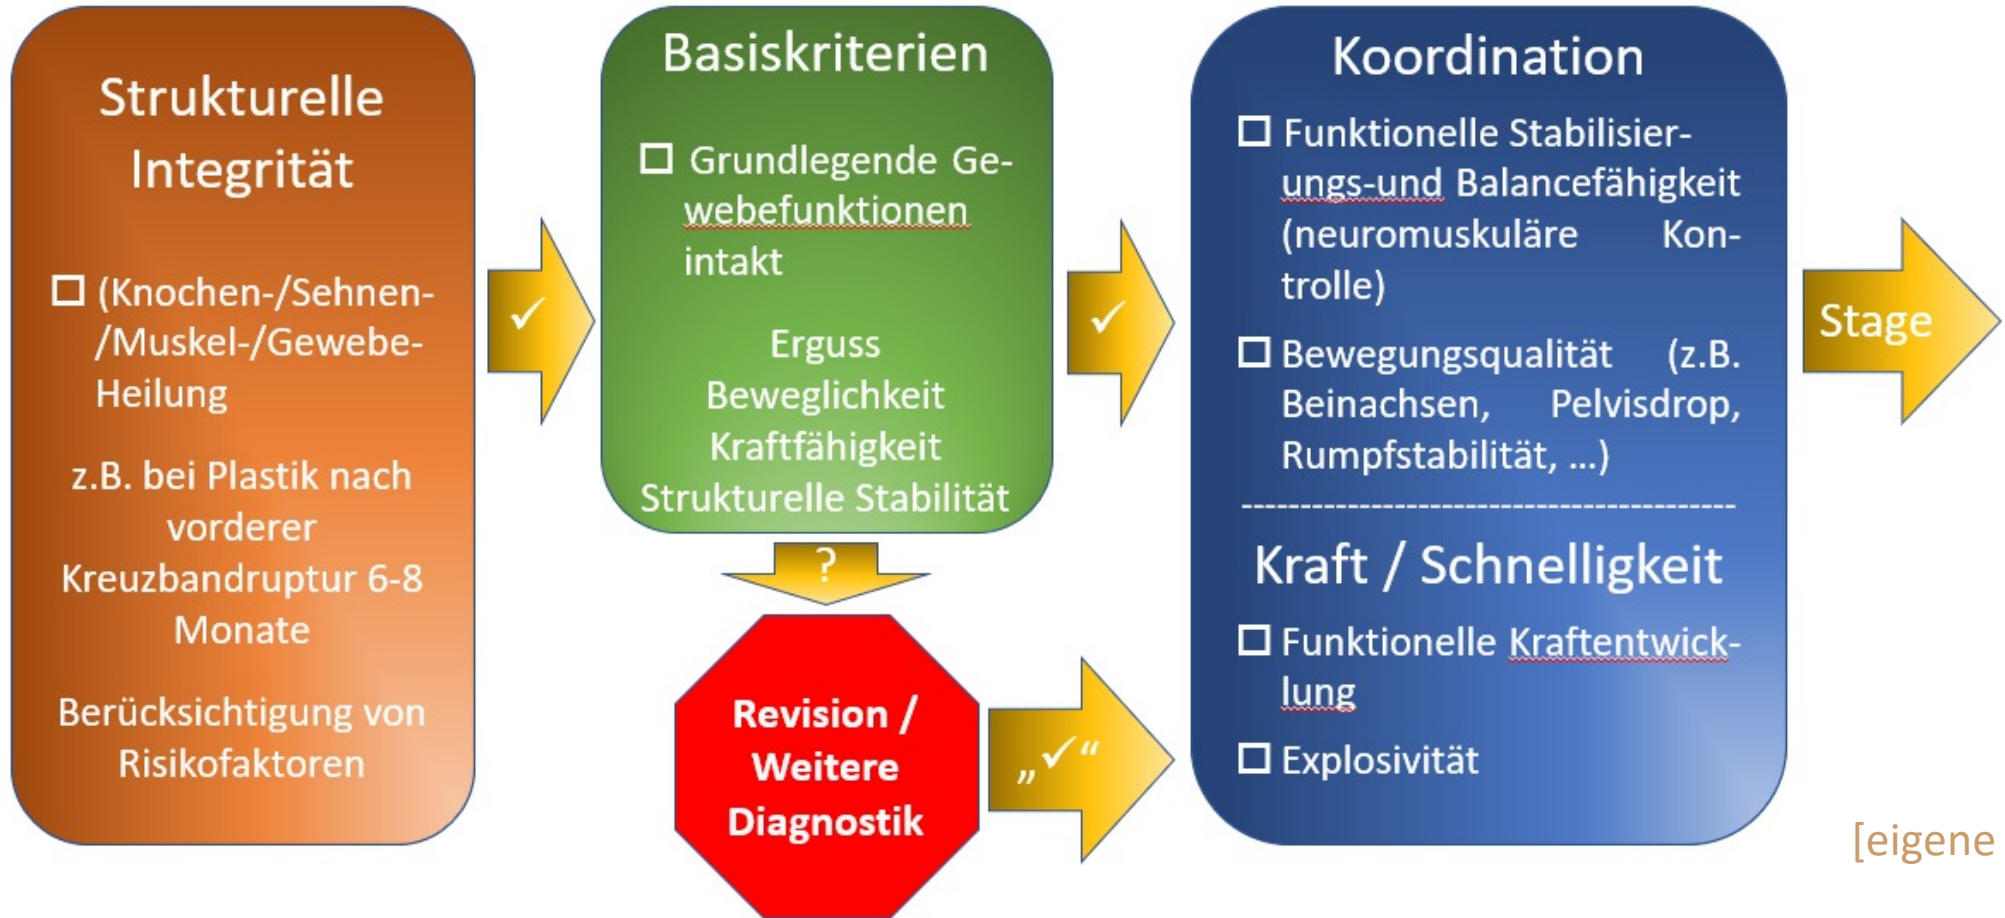 Strukturelle
Integrität
(Knochen-/Sehnen-
/Muskel-/Gewebe-
Heilung
z.B. bei Plastik nach
vorderer
Kreuzbandruptur 6-8
Monate
Berücksichtigung von
Risikofaktoren
✓
Basiskriterien
Grundlegende Ge-
webefunktionen
intakt
Erguss
Beweglichkeit
Kraftfähigkeit
Strukturelle Stabilität
?
Revision /
Weitere
Diagnostik
✓
„✓“
Koordination
Funktionelle Stabilisier-
ungs-und Balancefähigkeit
(neuromuskuläre Kon-
trolle)
Bewegungsqualität (z.B.
Beinachsen, Pelvisdrop,
Rumpfstabilität, ...)
-----------------------------------------
Kraft / Schnelligkeit
Funktionelle Kraftentwick-
lung
Explosivität
Stage
[eigene